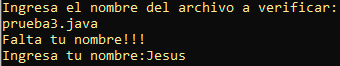 Ingresa el nombre del archivo a verificar:
prueba3.java
Falta tu nombre!!!
Ingresa tu nombre:Jesus